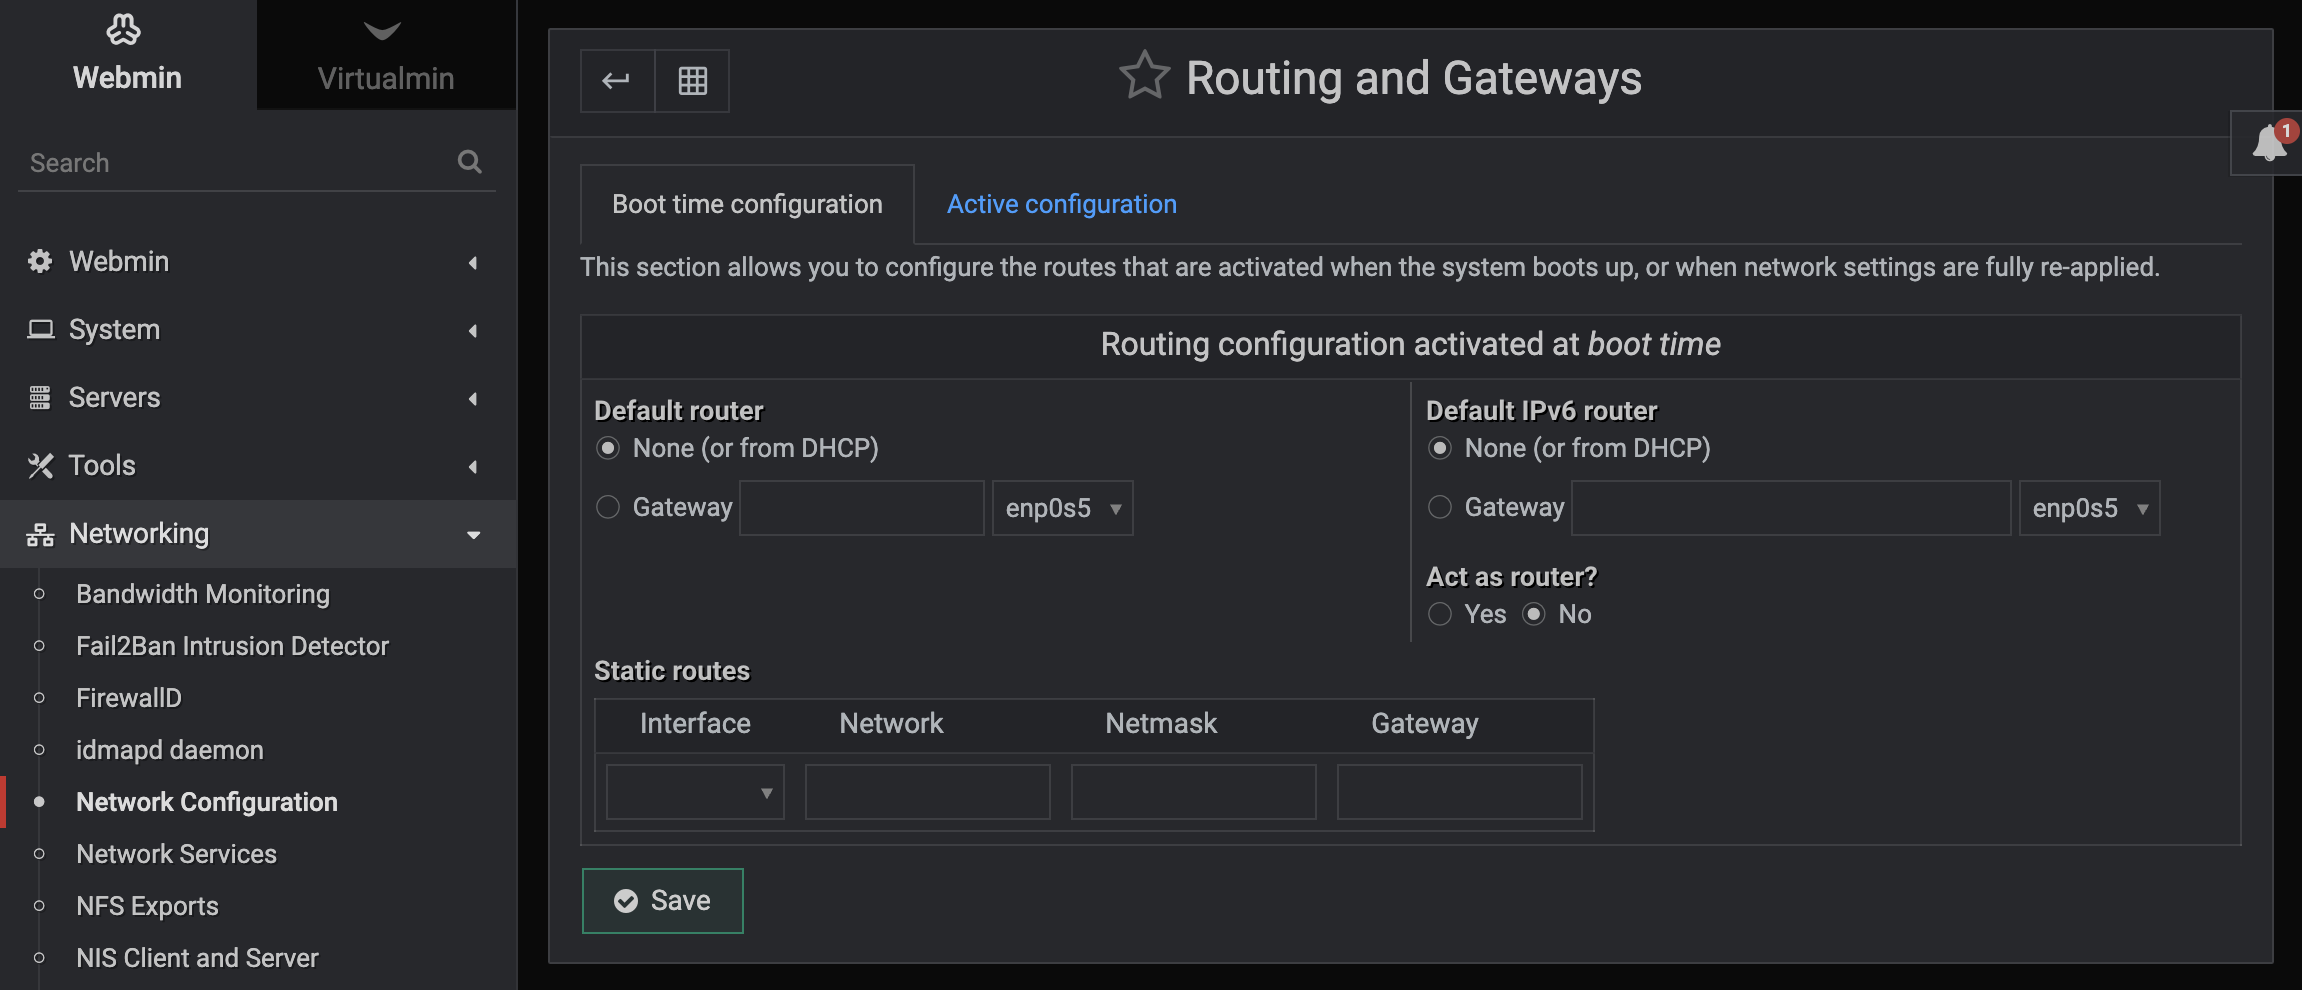 Webmin
Virtualmin
Search
Webmin
System
Servers
Tools
Networking
Bandwidth Monitoring
Fail2Ban Intrusion Detector
FirewallD
idmapd daemon
Network Configuration
Network Services
NFS Exports
NIS Client and Server
Routing and Gateways
1
Boot time configuration
Active configuration
This section allows you to configure the routes that are activated when the system boots up, or when network settings are fully re-applied.
Routing configuration activated at boot time
Default router
None (or from DHCP)
Gateway enp0s5
Default IPv6 router
None (or from DHCP)
Gateway enp0s5
Act as router?
Yes No
Static routes
Interface Network Netmask Gateway
Save